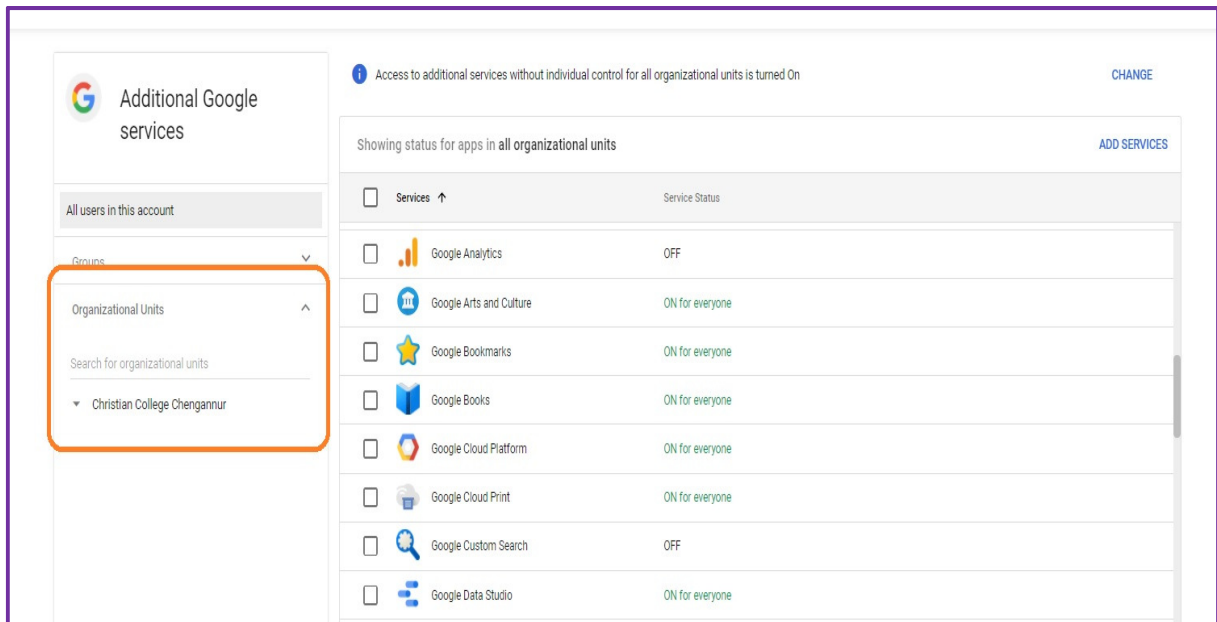 Additional Google
services
All users in this account
Groups
Organizational Units
Search for organizational units
Christian College Chengannur
Access to additional services without individual control for all organizational units is turned On
CHANGE
Showing status for apps in all organizational units
ADD SERVICES
Services Service Status
Google Analytics OFF
Google Arts and Culture ON for everyone
Google Bookmarks ON for everyone
Google Books ON for everyone
Google Cloud Platform ON for everyone
Google Cloud Print ON for everyone
Google Custom Search OFF
Google Data Studio ON for everyone